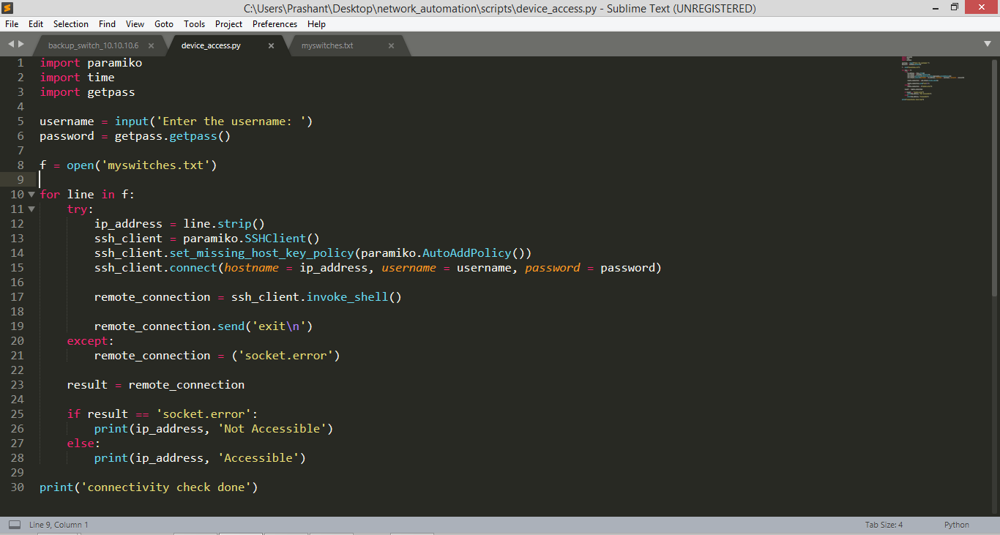 C:\Users\Prashant\Desktop\network_automation\scripts\device_access.py - Sublime Text (UNREGISTERED)
File Edit Selection Find View Goto Tools Project Preferences Help
backup_switch_10.10.10.6 device_access.py myswitches.txt
1 import paramiko
2 import time
3 import getpass
4
5 username = input('Enter the username: ')
6 password = getpass.getpass()
7
8 f = open('myswitches.txt')
9
10 for line in f:
11     try:
12         ip_address = line.strip()
13         ssh_client = paramiko.SSHClient()
14         ssh_client.set_missing_host_key_policy(paramiko.AutoAddPolicy())
15         ssh_client.connect(hostname = ip_address, username = username, password = password)
16
17         remote_connection = ssh_client.invoke_shell()
18
19         remote_connection.send('exit\n')
20     except:
21         remote_connection = ('socket.error')
22
23     result = remote_connection
24
25     if result == 'socket.error':
26         print(ip_address, 'Not Accessible')
27     else:
28         print(ip_address, 'Accessible')
29
30 print('connectivity check done')
Line 9, Column 1 Tab Size: 4 Python